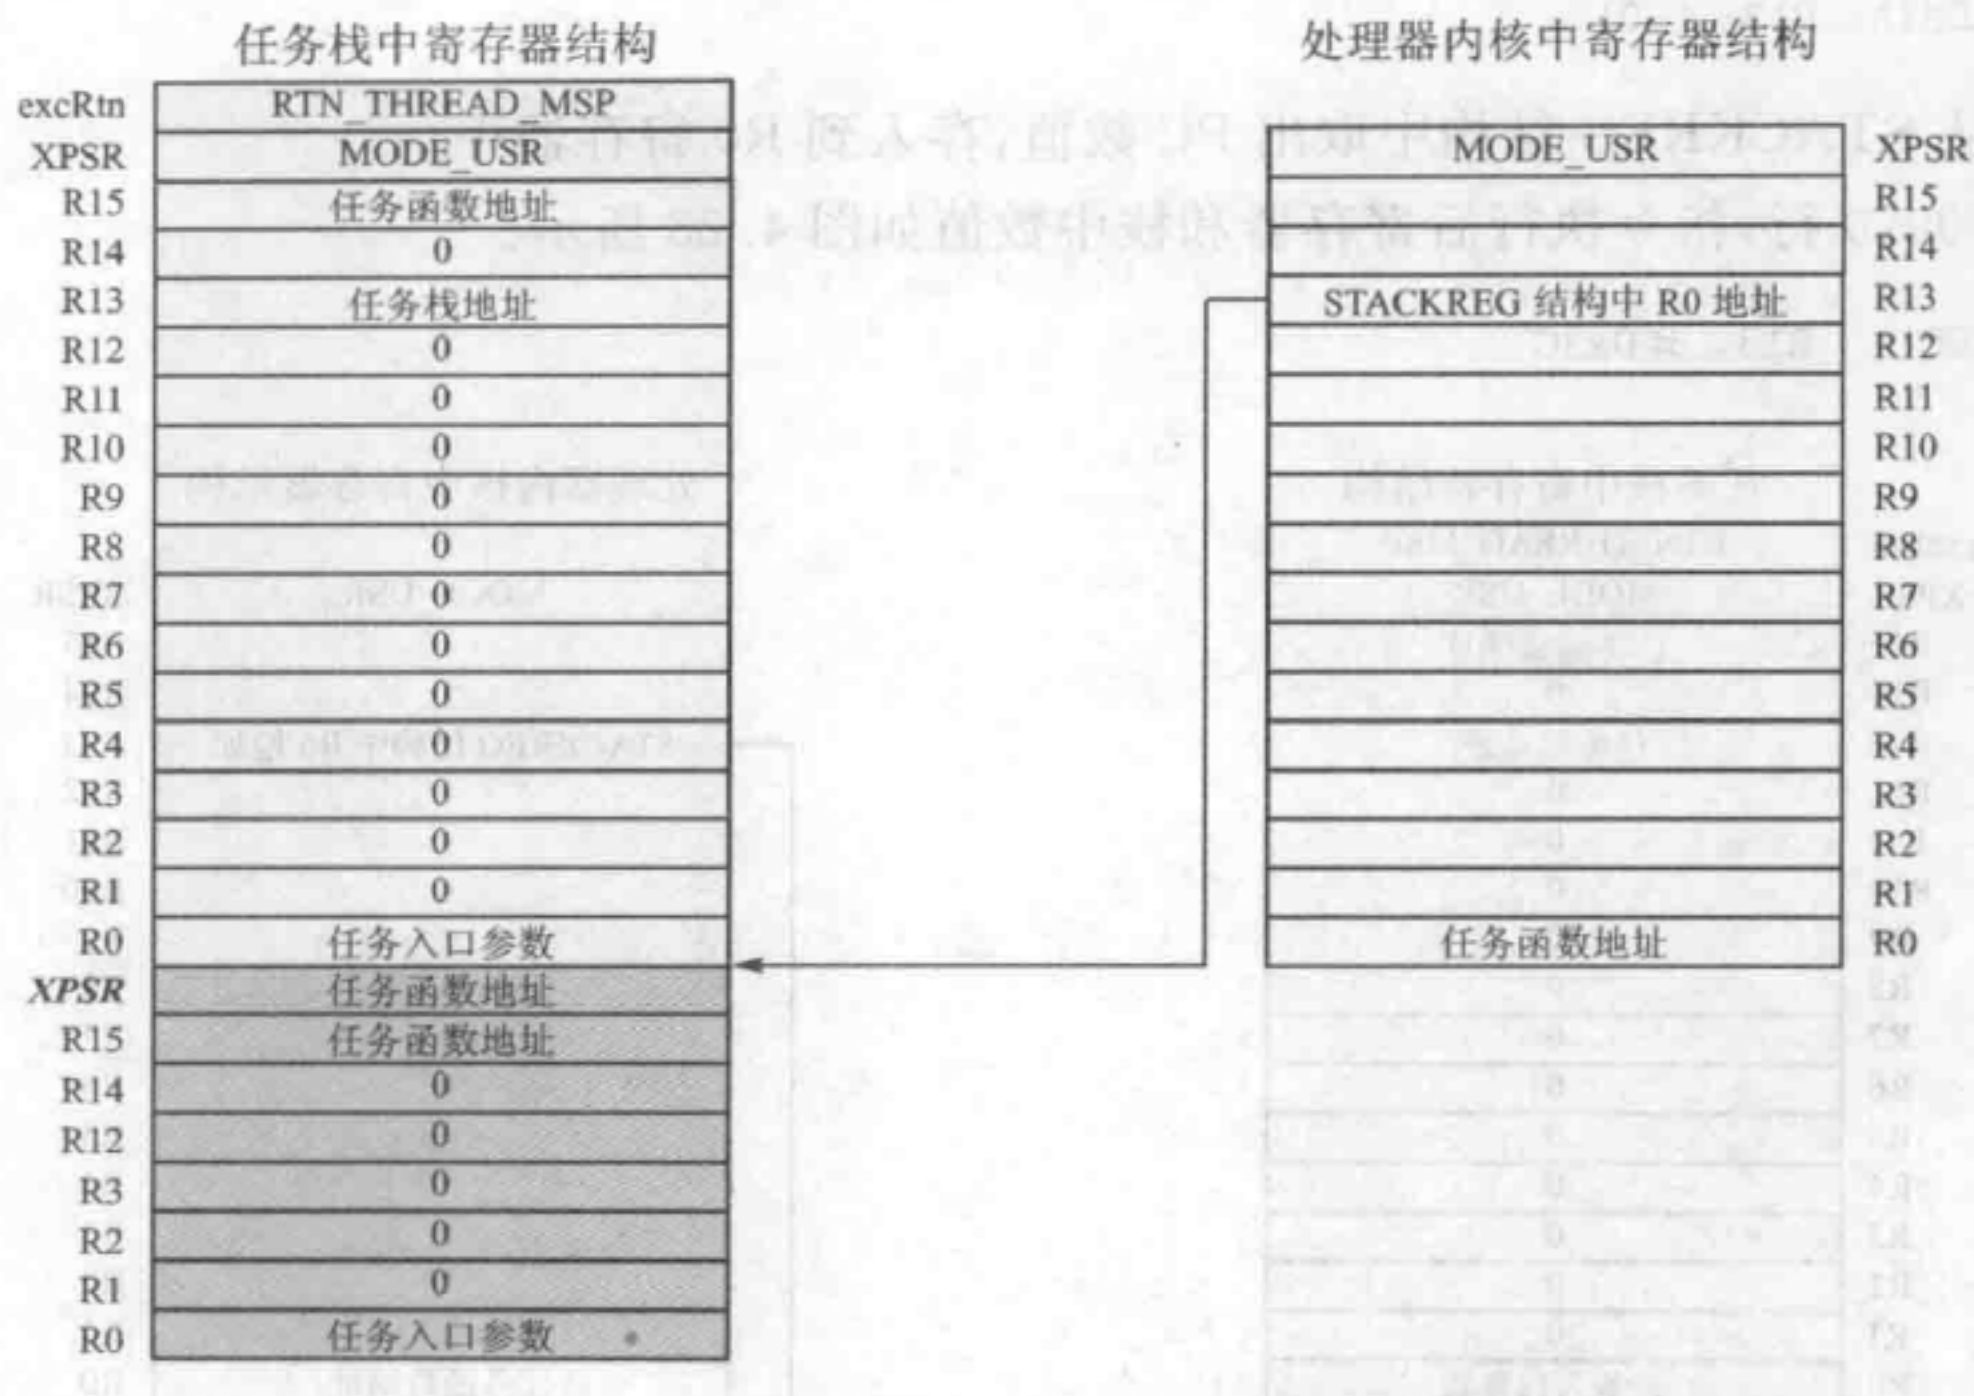 任务栈中寄存器结构
excRtn RTN_THREAD_MSP
XPSR MODE_USR
R15 任务函数地址
R14 0
R13 任务栈地址
R12 0
R11 0
R10 0
R9 0
R8 0
R7 0
R6 0
R5 0
R4 0
R3 0
R2 0
R1 0
R0 任务入口参数
XPSR 任务函数地址
R15 任务函数地址
R14 0
R12 0
R3 0
R2 0
R1 0
R0 任务入口参数
处理器内核中寄存器结构
MODE_USR XPSR
R15
R14
STACKREG 结构中 R0 地址 R13
R12
R11
R10
R9
R8
R7
R6
R5
R4
R3
R2
R1
任务函数地址 R0